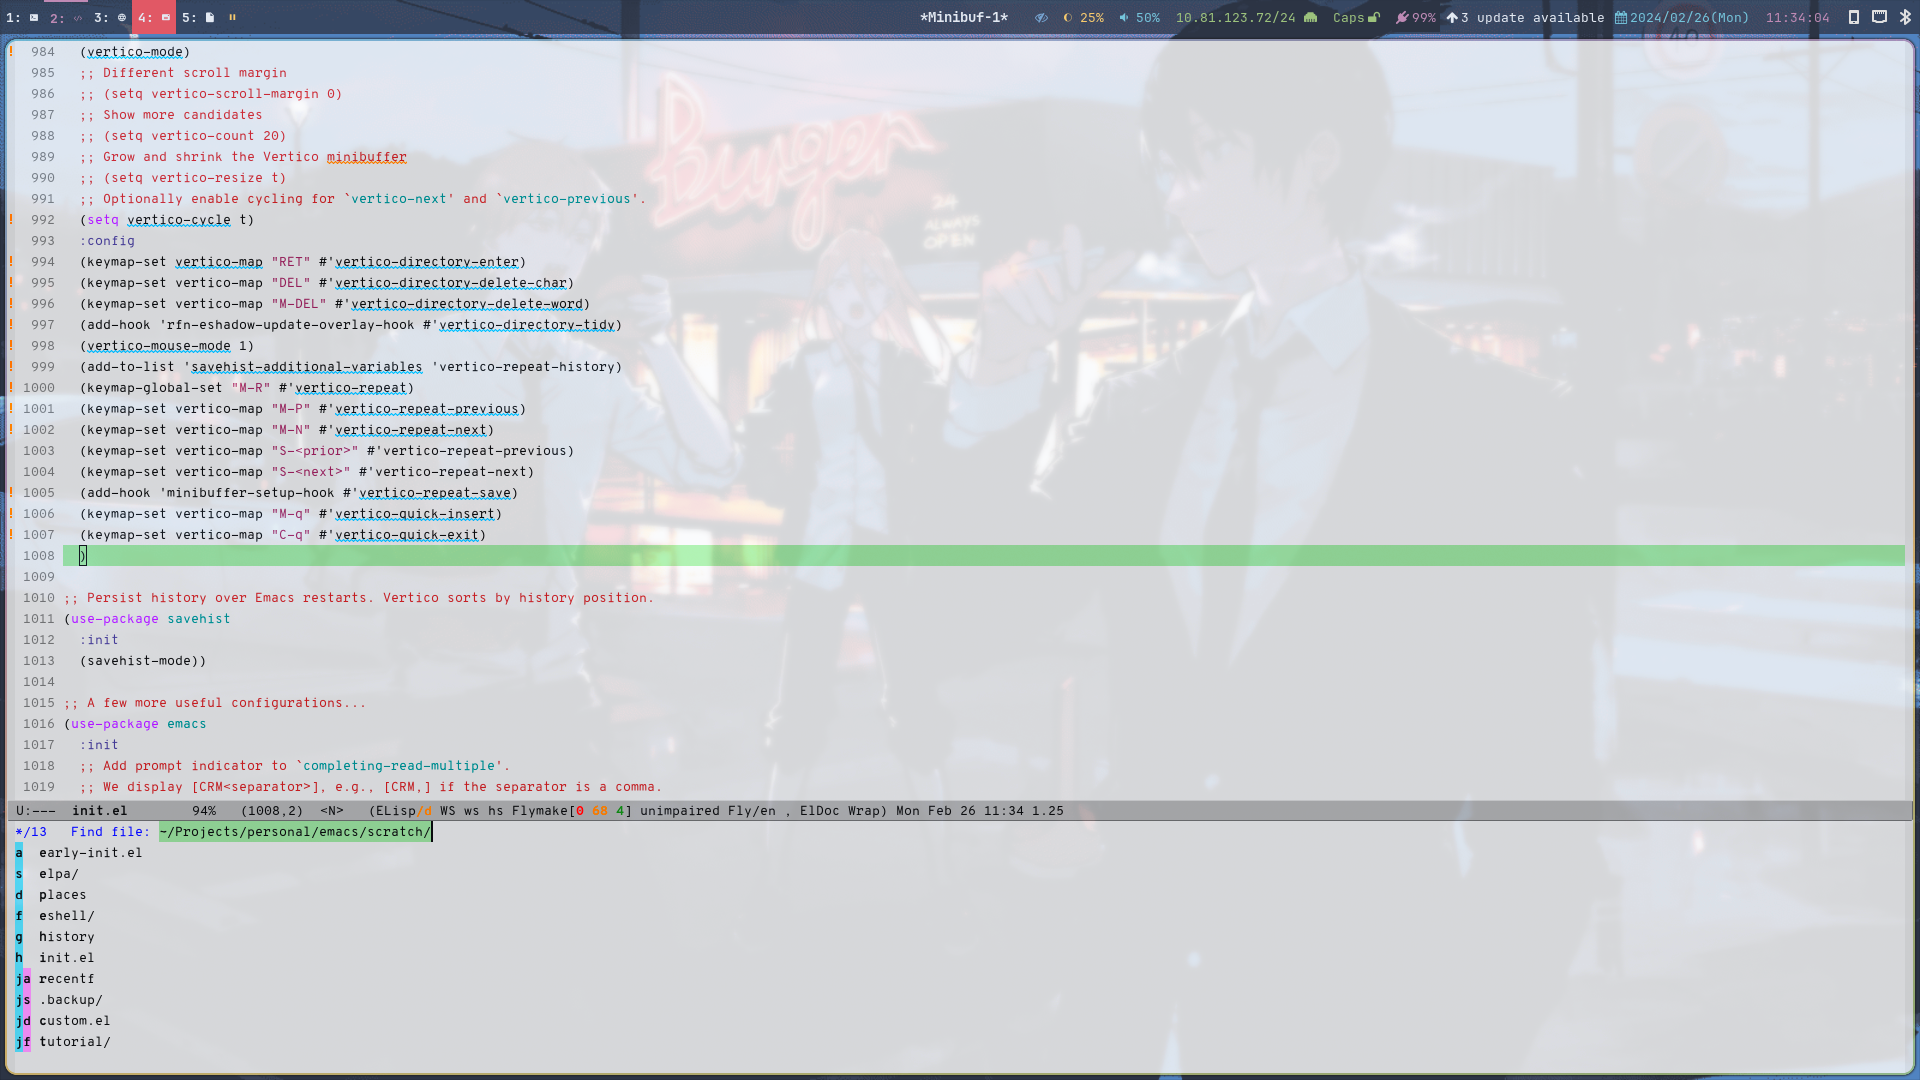 1: 2: 3: 4: 5: *Minibuf-1* 25% 50% 10.81.123.72/24 Caps 99% 3 update available 2024/02/26(Mon) 11:34:04
! 984 (vertico-mode)
985 ;; Different scroll margin
986 ;; (setq vertico-scroll-margin 0)
987 ;; Show more candidates
988 ;; (setq vertico-count 20)
989 ;; Grow and shrink the Vertico minibuffer
990 ;; (setq vertico-resize t)
991 ;; Optionally enable cycling for `vertico-next' and `vertico-previous'.
! 992 (setq vertico-cycle t)
993 :config
! 994 (keymap-set vertico-map "RET" #'vertico-directory-enter)
! 995 (keymap-set vertico-map "DEL" #'vertico-directory-delete-char)
! 996 (keymap-set vertico-map "M-DEL" #'vertico-directory-delete-word)
! 997 (add-hook 'rfn-eshadow-update-overlay-hook #'vertico-directory-tidy)
! 998 (vertico-mouse-mode 1)
! 999 (add-to-list 'savehist-additional-variables 'vertico-repeat-history)
! 1000 (keymap-global-set "M-R" #'vertico-repeat)
! 1001 (keymap-set vertico-map "M-P" #'vertico-repeat-previous)
! 1002 (keymap-set vertico-map "M-N" #'vertico-repeat-next)
1003 (keymap-set vertico-map "S-<prior>" #'vertico-repeat-previous)
1004 (keymap-set vertico-map "S-<next>" #'vertico-repeat-next)
! 1005 (add-hook 'minibuffer-setup-hook #'vertico-repeat-save)
! 1006 (keymap-set vertico-map "M-q" #'vertico-quick-insert)
! 1007 (keymap-set vertico-map "C-q" #'vertico-quick-exit)
1008 )
1009
1010 ;; Persist history over Emacs restarts. Vertico sorts by history position.
1011 (use-package savehist
1012 :init
1013 (savehist-mode))
1014
1015 ;; A few more useful configurations...
1016 (use-package emacs
1017 :init
1018 ;; Add prompt indicator to `completing-read-multiple'.
1019 ;; We display [CRM<separator>], e.g., [CRM,] if the separator is a comma.
Burger
24
ALWAYS
OPEN
40
U:--- init.el 94% (1008,2) <N> (ELisp/d WS ws hs Flymake[0 68 4] unimpaired Fly/en , ElDoc Wrap) Mon Feb 26 11:34 1.25
*/13 Find file: ~/Projects/personal/emacs/scratch/
a early-init.el
s elpa/
d places
f eshell/
g history
h init.el
ja recentf
js .backup/
jd custom.el
jf tutorial/